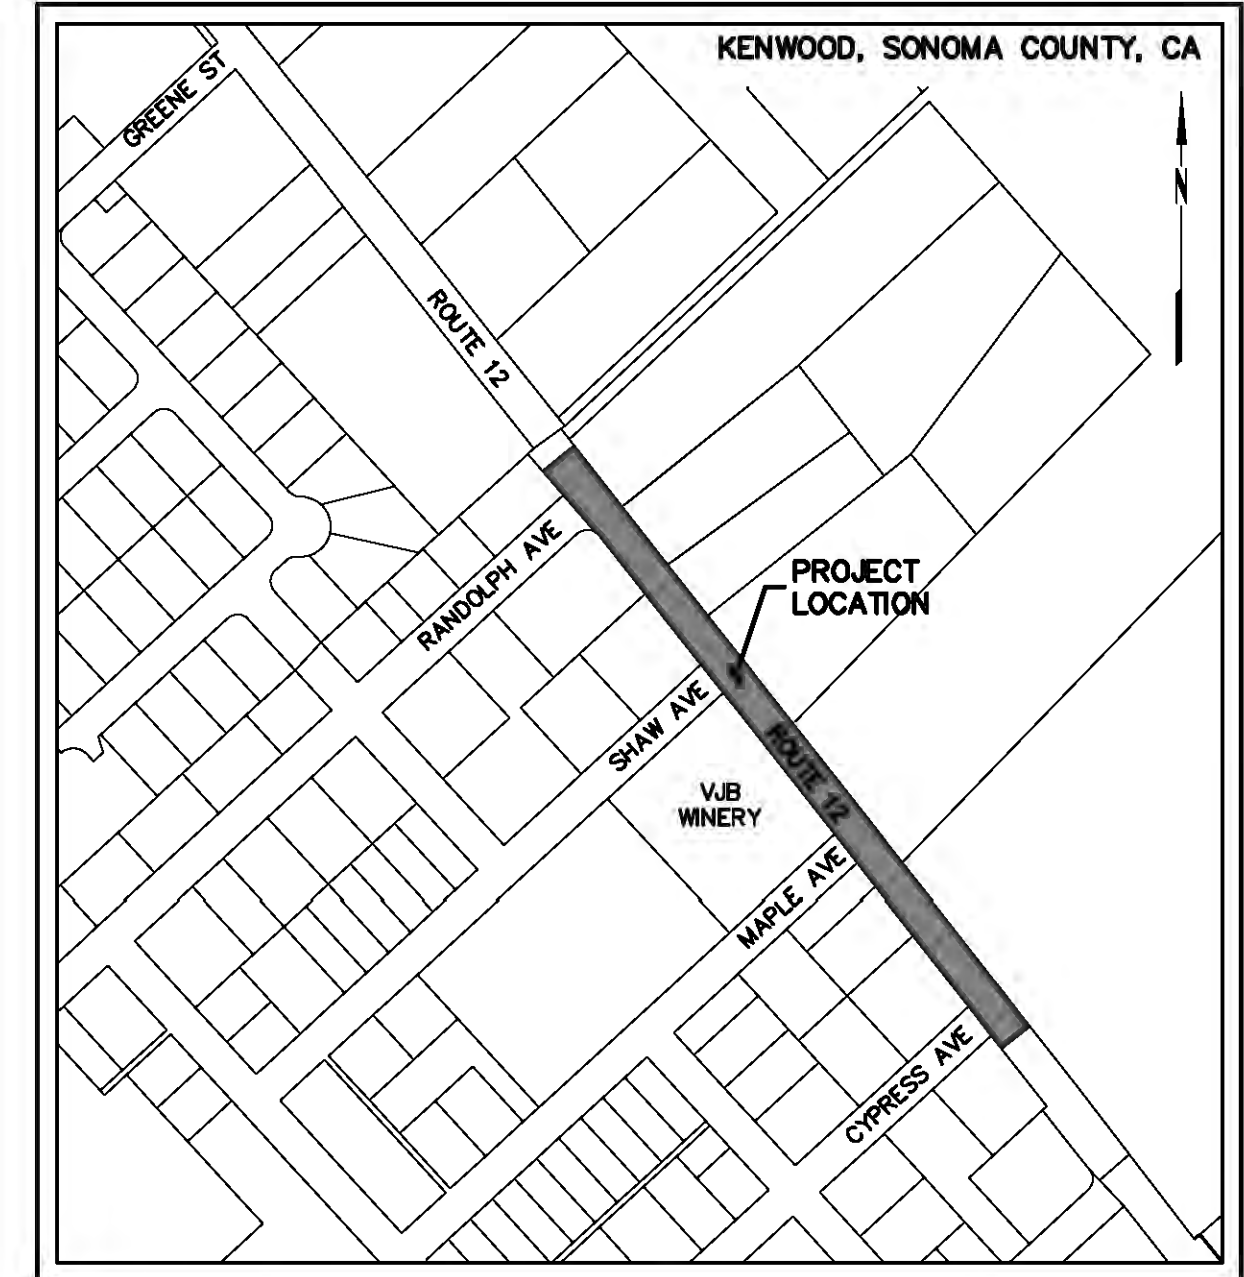 KENWOOD, SONOMA COUNTY, CA
GREENE ST
N
ROUTE 12
RANDOLPH AVE
PROJECT
LOCATION
SHAW AVE
ROUTE 12
VJB
WINERY
MAPLE AVE
CYPRESS AVE